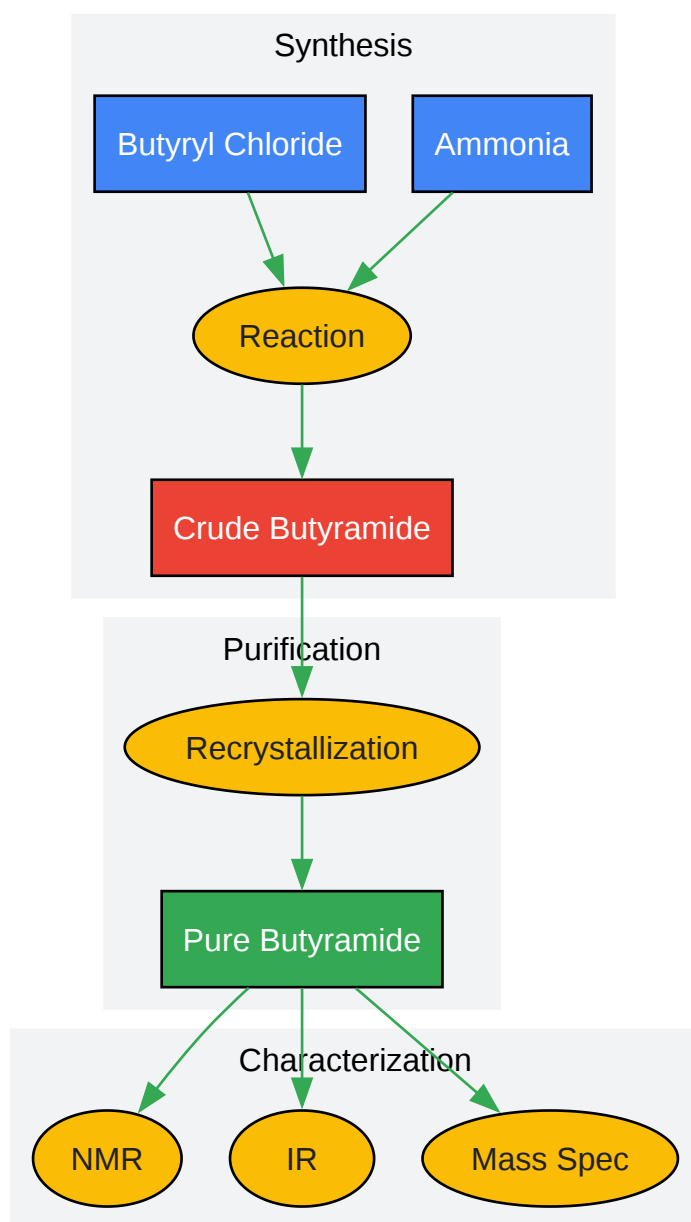 Synthesis
Butyryl Chloride
Ammonia
Reaction
Crude Butyramide
Purification
Recrystallization
Pure Butyramide
Characterization
NMR
IR
Mass Spec